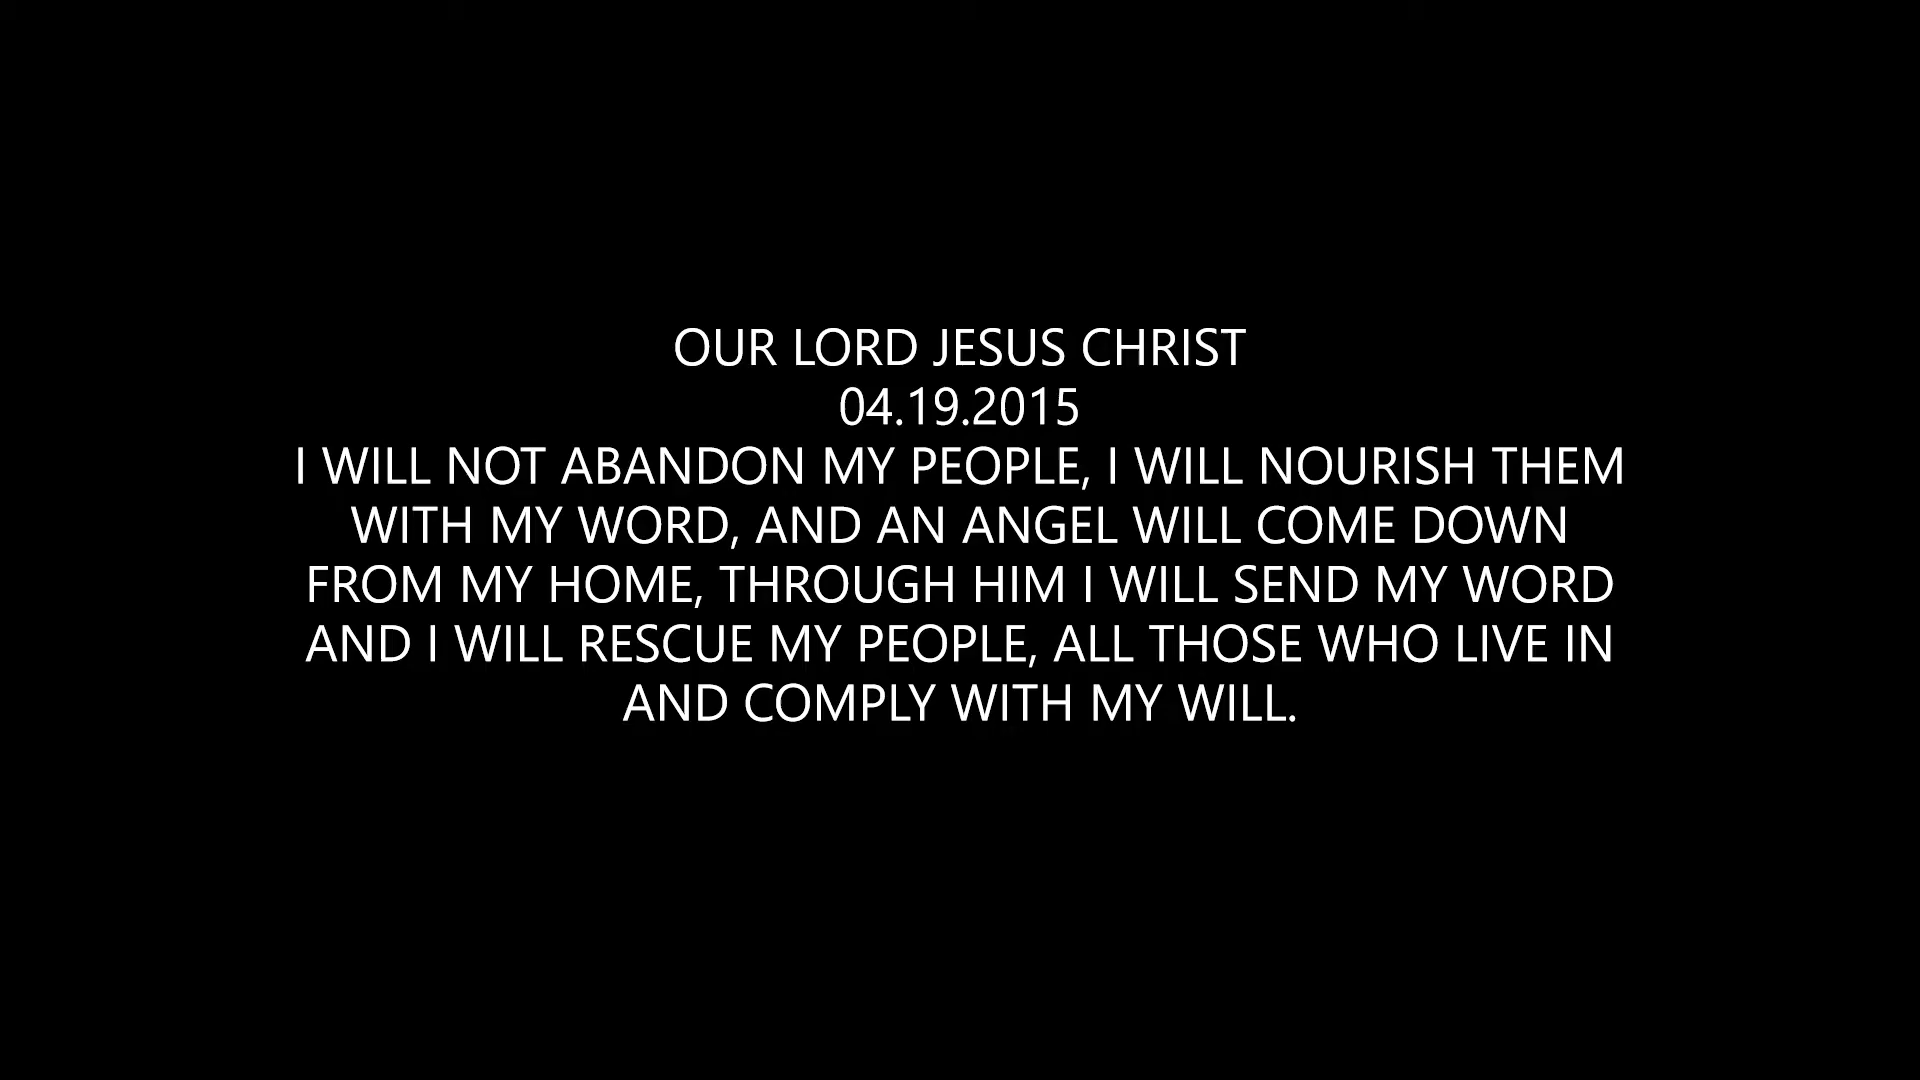 OUR LORD JESUS CHRIST
04.19.2015
I WILL NOT ABANDON MY PEOPLE, I WILL NOURISH THEM
WITH MY WORD, AND AN ANGEL WILL COME DOWN
FROM MY HOME, THROUGH HIM I WILL SEND MY WORD
AND I WILL RESCUE MY PEOPLE, ALL THOSE WHO LIVE IN
AND COMPLY WITH MY WILL.